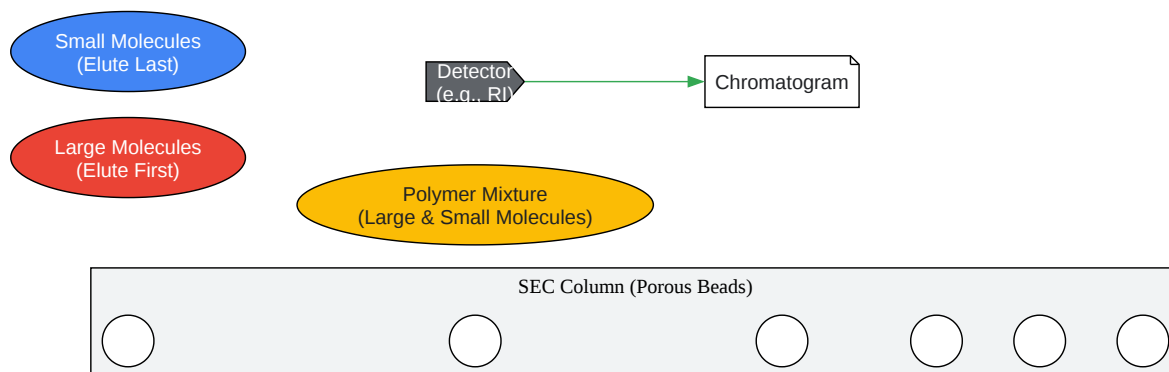 Small Molecules
(Elute Last)
Detector
(e.g., RI)
Chromatogram
Large Molecules
(Elute First)
Polymer Mixture
(Large & Small Molecules)
SEC Column (Porous Beads)